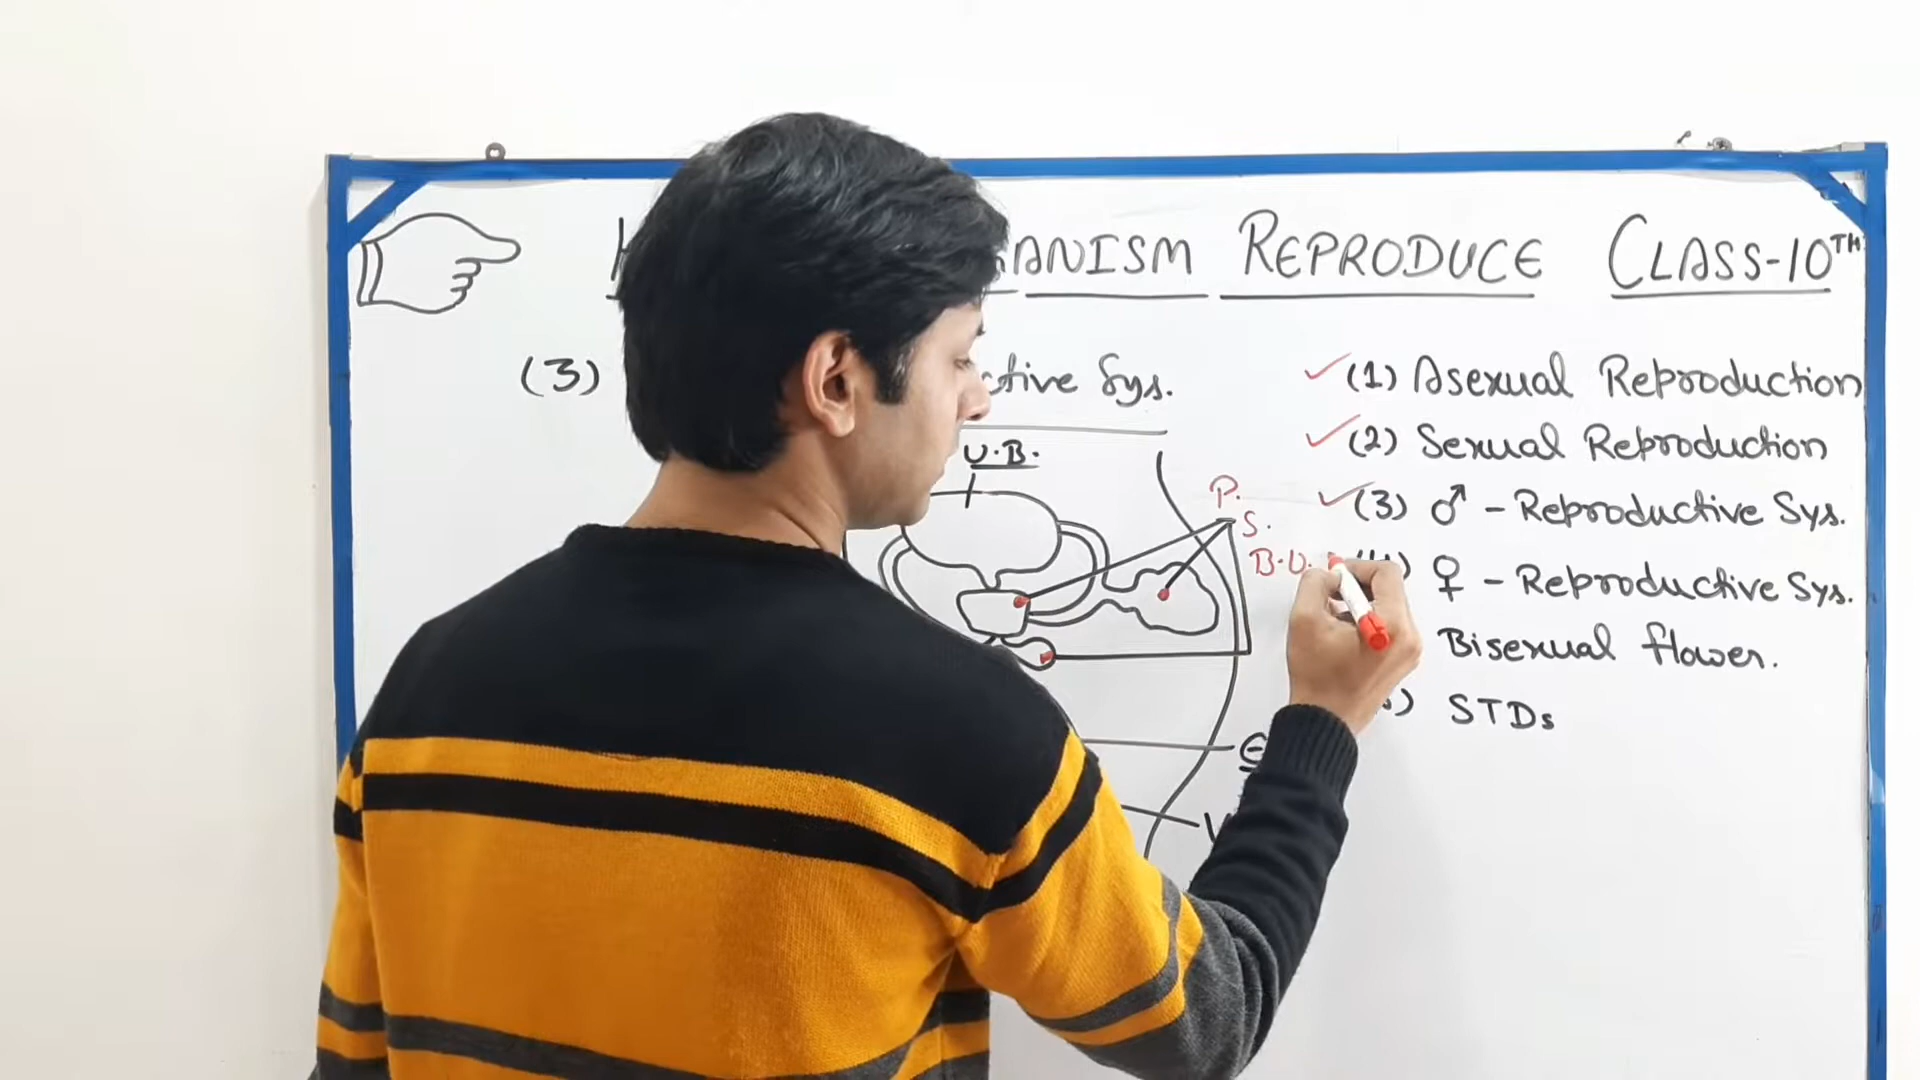 ANISM REPRODUCE CLASS-10TH
(3) ctive Sys.
U.B.
P.
S.
B.U.
(1) Asexual Reproduction
(2) Sexual Reproduction
(3) ♂ - Reproductive Sys.
♀ - Reproductive Sys.
Bisexual flower.
) STDs